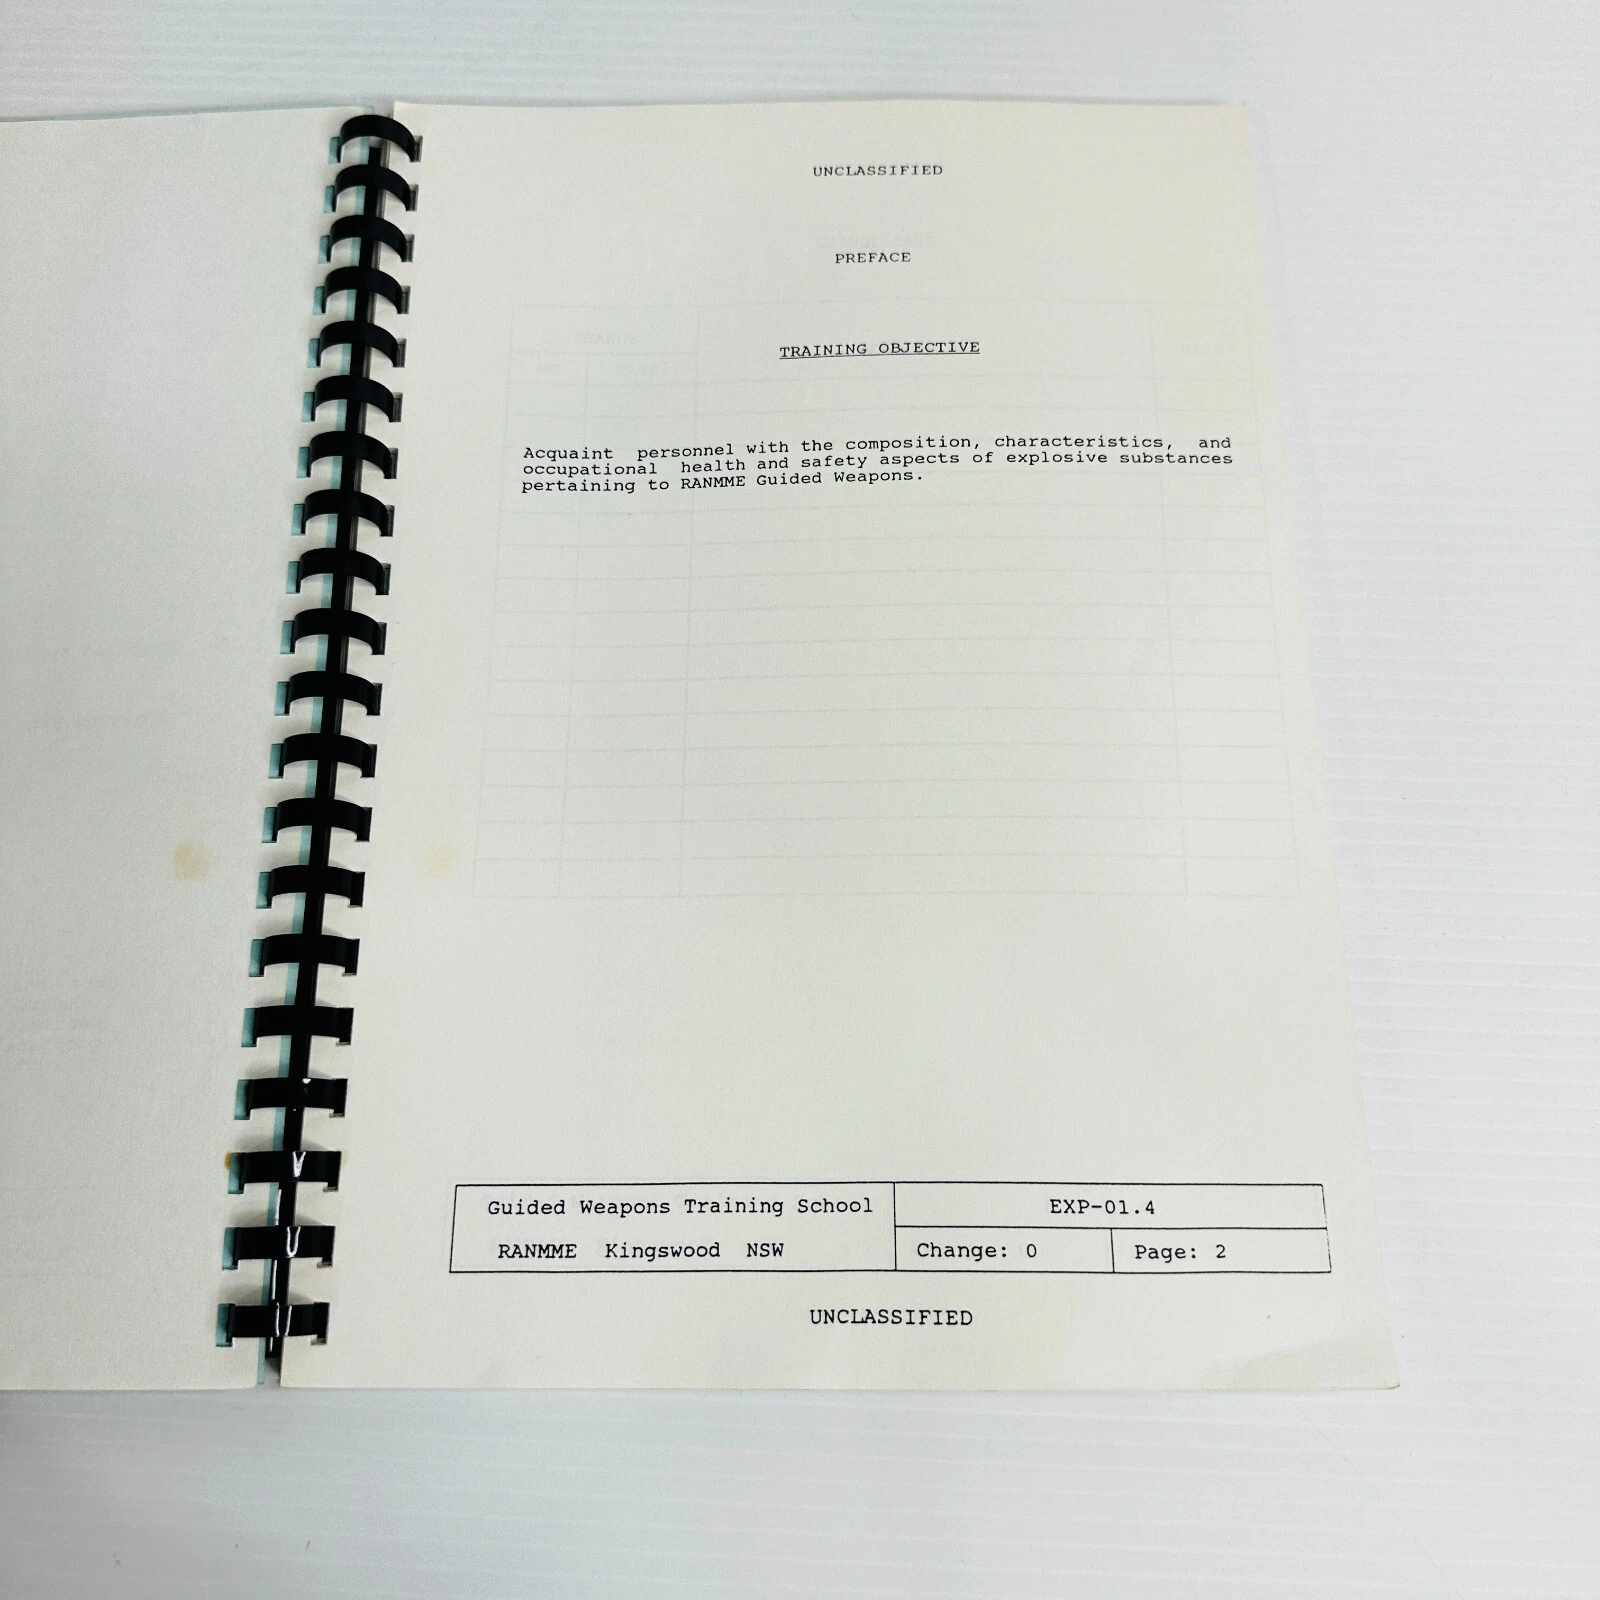 UNCLASSIFIED
PREFACE
TRAINING OBJECTIVE
Acquaint personnel with the composition, characteristics, and
occupational health and safety aspects of explosive substances
pertaining to RANMME Guided Weapons.
Guided Weapons Training School
RANMME Kingswood NSW
EXP-01.4
Change: 0
Page: 2
UNCLASSIFIED